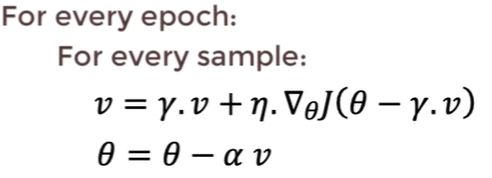 For every epoch:
For every sample:
v = γ.v + η.∇θJ(θ − γ.v)
θ = θ − α v